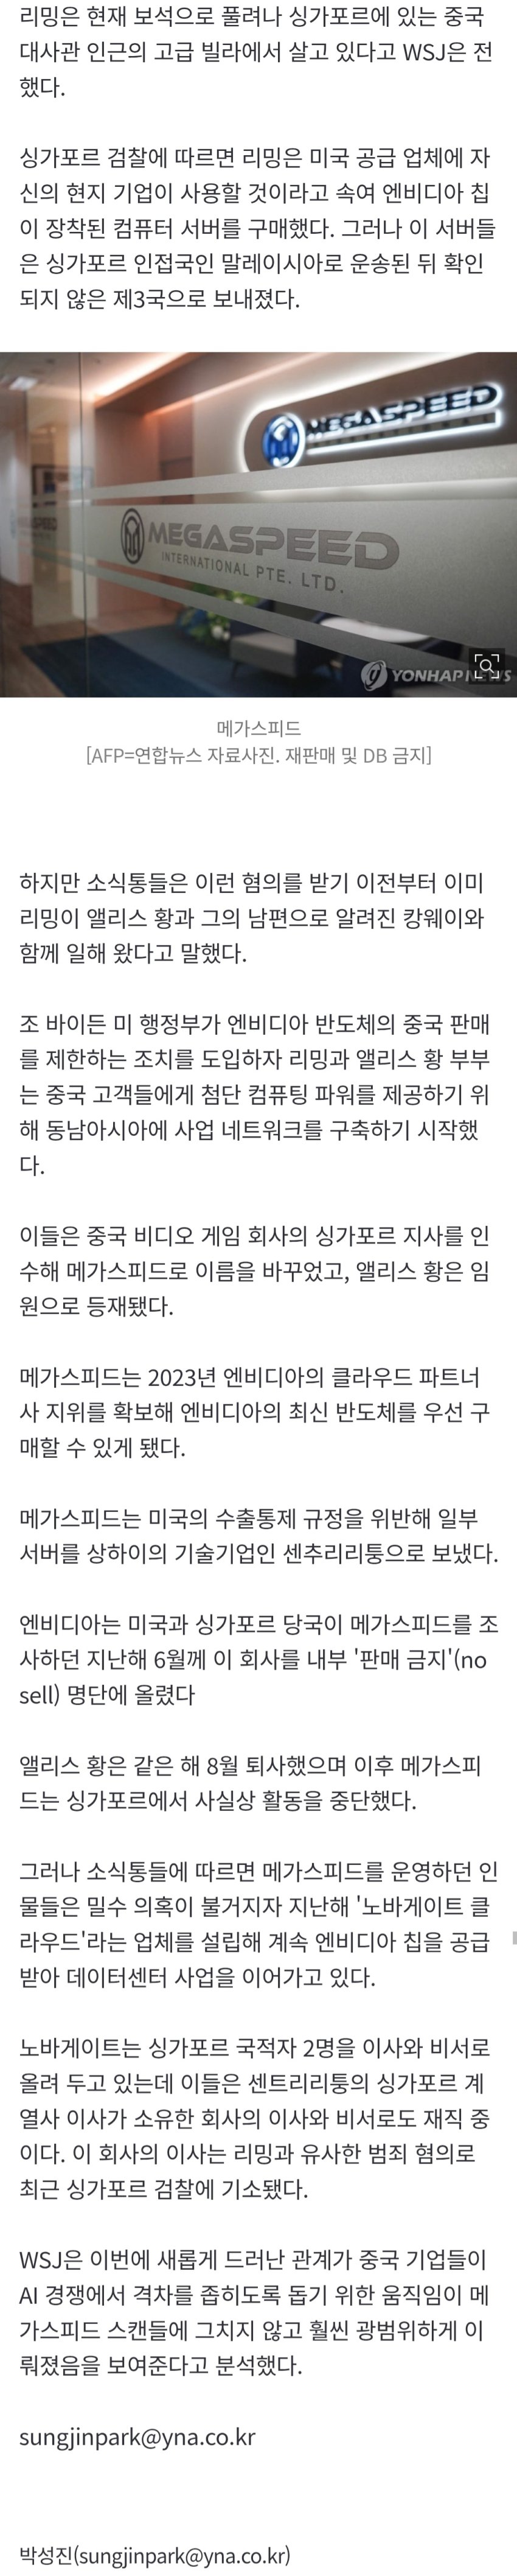 리밍은 현재 보석으로 풀려나 싱가포르에 있는 중국
대사관 인근의 고급 빌라에서 살고 있다고 WSJ은 전
했다.
싱가포르 검찰에 따르면 리밍은 미국 공급 업체에 자
신의 현지 기업이 사용할 것이라고 속여 엔비디아 칩
이 장착된 컴퓨터 서버를 구매했다. 그러나 이 서버들
은 싱가포르 인접국인 말레이시아로 운송된 뒤 확인
되지 않은 제3국으로 보내졌다.
MEGASPEED
MEGASPEED
INTERNATIONAL PTE. LTD.
YONHAPNEWS
메가스피드
[AFP=연합뉴스 자료사진. 재판매 및 DB 금지]
하지만 소식통들은 이런 혐의를 받기 이전부터 이미
리밍이 앨리스 황과 그의 남편으로 알려진 캉웨이와
함께 일해 왔다고 말했다.
조 바이든 미 행정부가 엔비디아 반도체의 중국 판매
를 제한하는 조치를 도입하자 리밍과 앨리스 황 부부
는 중국 고객들에게 첨단 컴퓨팅 파워를 제공하기 위
해 동남아시아에 사업 네트워크를 구축하기 시작했
다.
이들은 중국 비디오 게임 회사의 싱가포르 지사를 인
수해 메가스피드로 이름을 바꾸었고, 앨리스 황은 임
원으로 등재됐다.
메가스피드는 2023년 엔비디아의 클라우드 파트너
사 지위를 확보해 엔비디아의 최신 반도체를 우선 구
매할 수 있게 됐다.
메가스피드는 미국의 수출통제 규정을 위반해 일부
서버를 상하이의 기술기업인 센추리리퉁으로 보냈다.
엔비디아는 미국과 싱가포르 당국이 메가스피드를 조
사하던 지난해 6월께 이 회사를 내부 '판매 금지'(no
sell) 명단에 올렸다
앨리스 황은 같은 해 8월 퇴사했으며 이후 메가스피
드는 싱가포르에서 사실상 활동을 중단했다.
그러나 소식통들에 따르면 메가스피드를 운영하던 인
물들은 밀수 의혹이 불거지자 지난해 '노바게이트 클
라우드'라는 업체를 설립해 계속 엔비디아 칩을 공급
받아 데이터센터 사업을 이어가고 있다.
노바게이트는 싱가포르 국적자 2명을 이사와 비서로
올려 두고 있는데 이들은 센트리리퉁의 싱가포르 계
열사 이사가 소유한 회사의 이사와 비서로도 재직 중
이다. 이 회사의 이사는 리밍과 유사한 범죄 혐의로
최근 싱가포르 검찰에 기소됐다.
WSJ은 이번에 새롭게 드러난 관계가 중국 기업들이
AI 경쟁에서 격차를 좁히도록 돕기 위한 움직임이 메
가스피드 스캔들에 그치지 않고 훨씬 광범위하게 이
뤄졌음을 보여준다고 분석했다.
sungjinpark@yna.co.kr
박성진(sungjinpark@yna.co.kr)